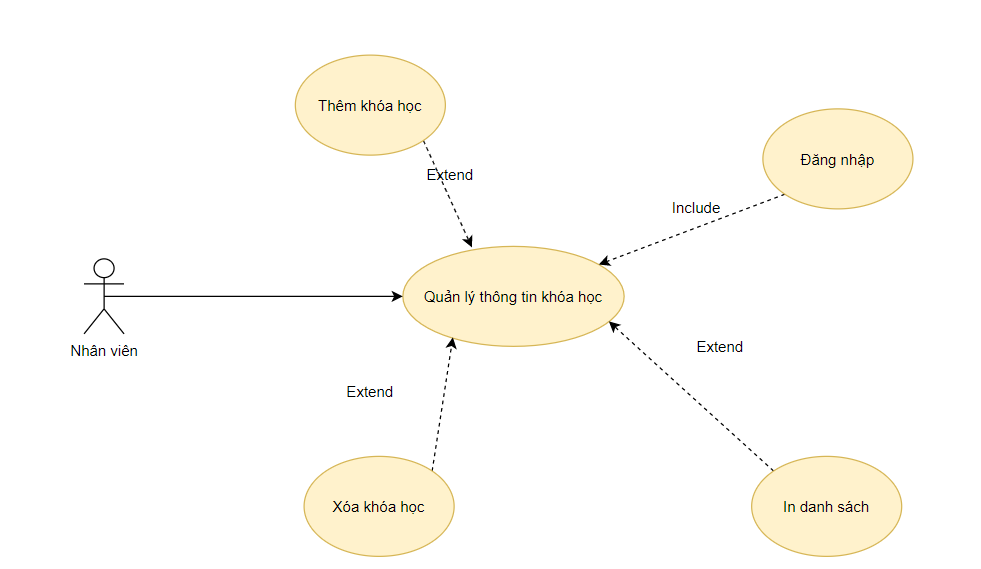 Thêm khóa học
Đăng nhập
Extend
Include
Quản lý thông tin khóa học
Nhân viên
Extend
Extend
Xóa khóa học
In danh sách